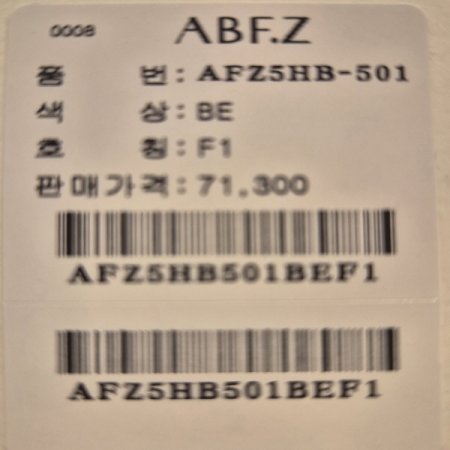 0008 ABF.Z
품 번 : AFZ5HB-501
색 상 : BE
호 칭 : F1
판매가격 : 71,300
AFZ5HB501BEF1
AFZ5HB501BEF1